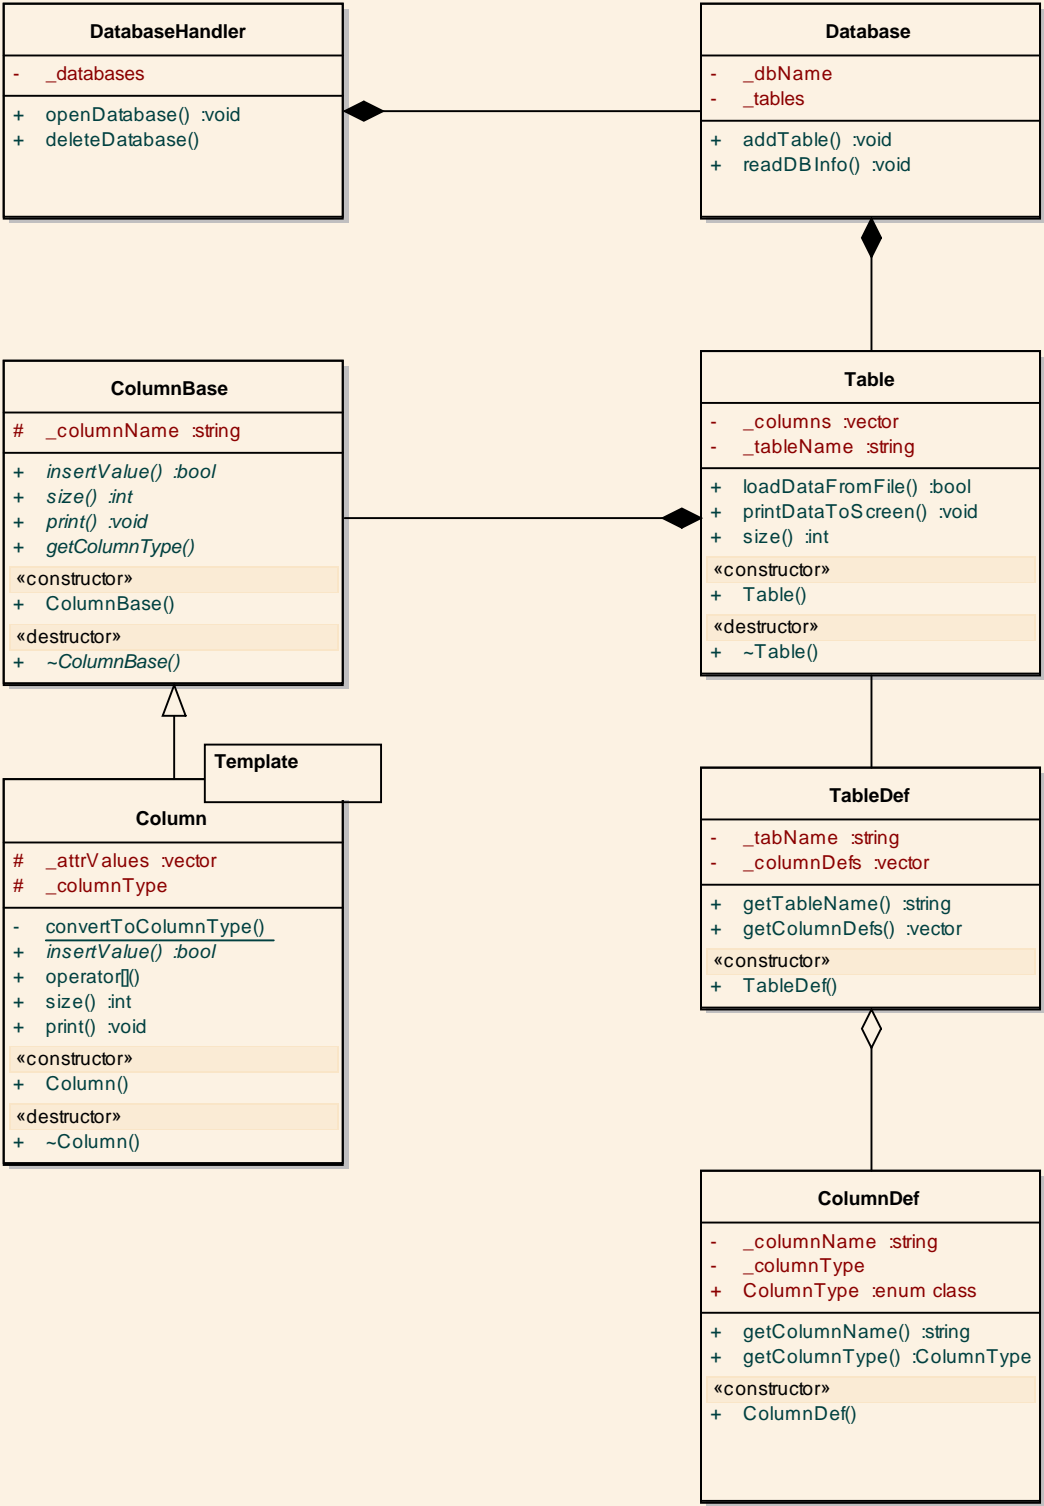 DatabaseHandler
- _databases
+ openDatabase() :void
+ deleteDatabase()
Database
- _dbName
- _tables
+ addTable() :void
+ readDBInfo() :void
ColumnBase
# _columnName :string
+ insertValue() :bool
+ size() :int
+ print() :void
+ getColumnType()
«constructor»
+ ColumnBase()
«destructor»
+ ~ColumnBase()
Table
- _columns :vector
- _tableName :string
+ loadDataFromFile() :bool
+ printDataToScreen() :void
+ size() :int
«constructor»
+ Table()
«destructor»
+ ~Table()
Template
Column
# _attrValues :vector
# _columnType
- convertToColumnType()
+ insertValue() :bool
+ operator[]()
+ size() :int
+ print() :void
«constructor»
+ Column()
«destructor»
+ ~Column()
TableDef
- _tabName :string
- _columnDefs :vector
+ getTableName() :string
+ getColumnDefs() :vector
«constructor»
+ TableDef()
ColumnDef
- _columnName :string
- _columnType
+ ColumnType :enum class
+ getColumnName() :string
+ getColumnType() :ColumnType
«constructor»
+ ColumnDef()